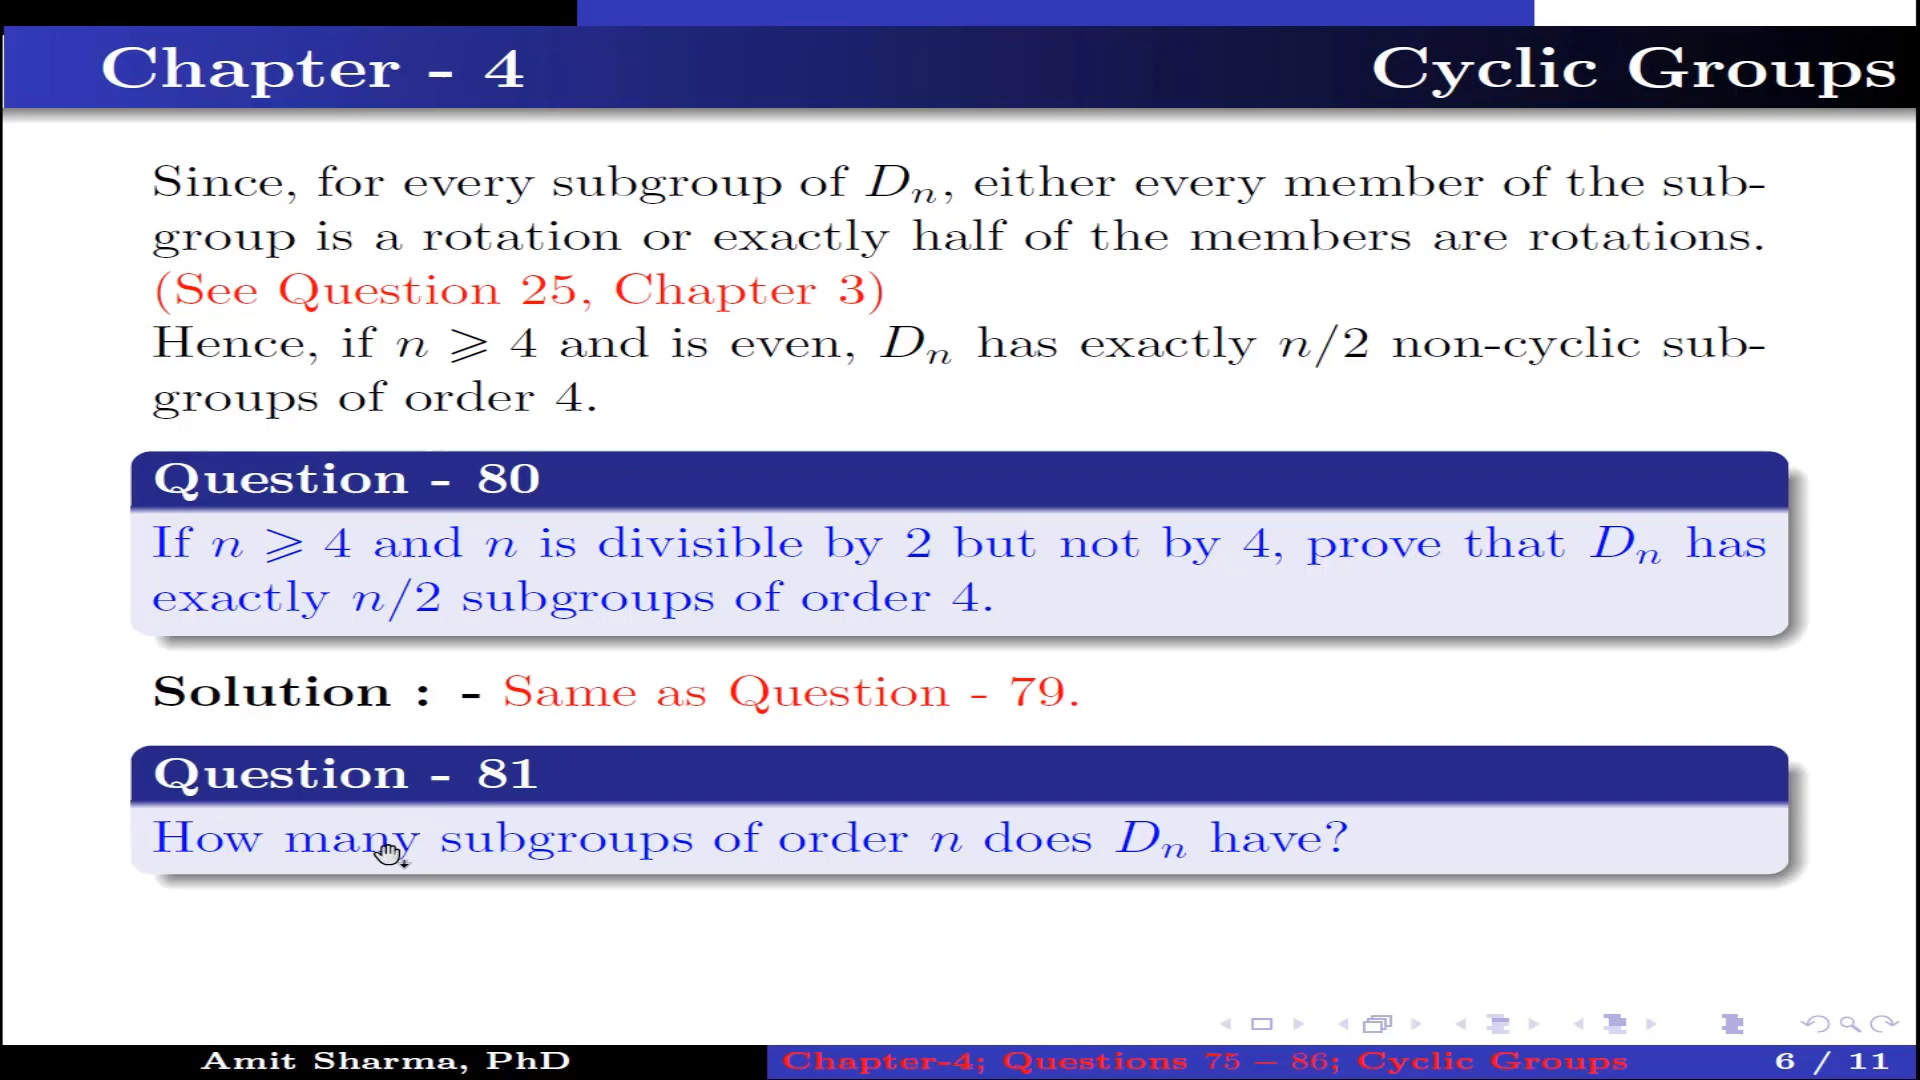 Chapter - 4 Cyclic Groups
Since, for every subgroup of Dₙ, either every member of the sub-
group is a rotation or exactly half of the members are rotations.
(See Question 25, Chapter 3)
Hence, if n ⩾ 4 and is even, Dₙ has exactly n/2 non-cyclic sub-
groups of order 4.
Question - 80
If n ⩾ 4 and n is divisible by 2 but not by 4, prove that Dₙ has
exactly n/2 subgroups of order 4.
Solution : - Same as Question - 79.
Question - 81
How many subgroups of order n does Dₙ have?
Amit Sharma, PhD Chapter-4; Questions 75 – 86; Cyclic Groups 6 / 11